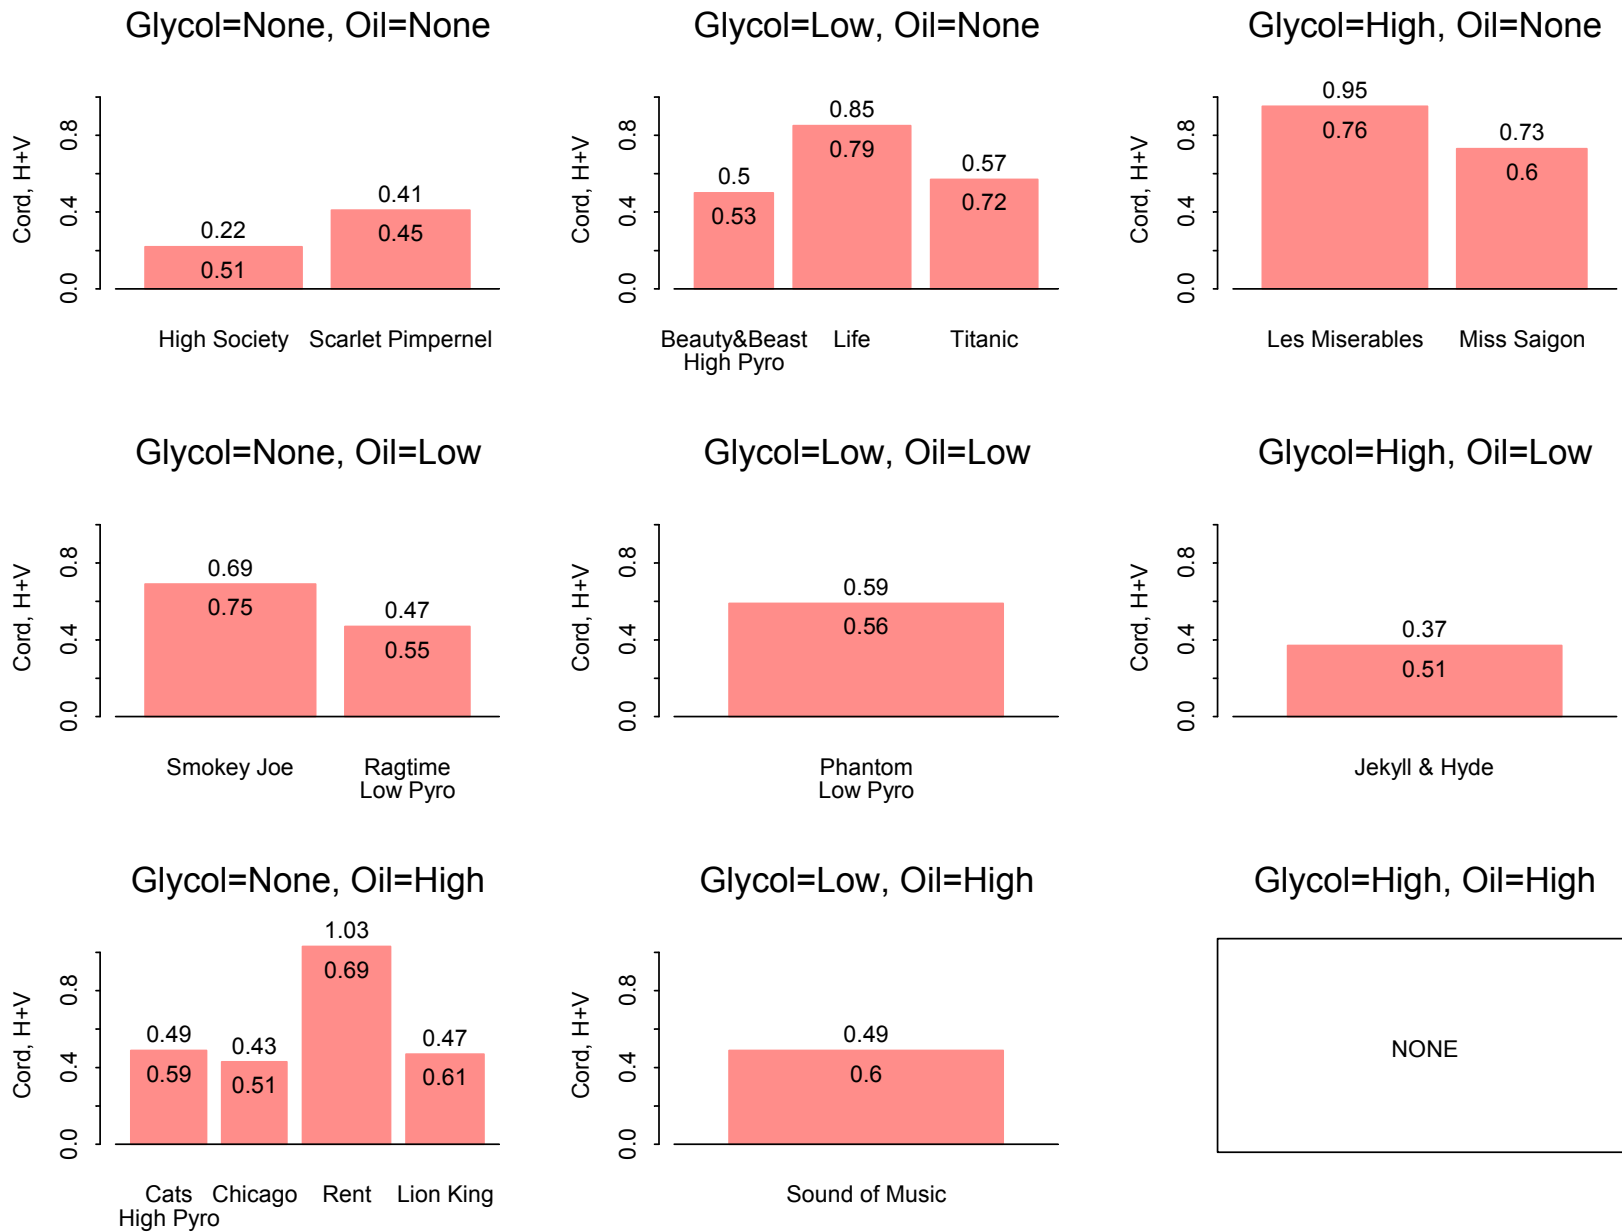 Glycol=None, Oil=None
Cord, H+V
0.0 0.4 0.8
0.22 0.41
0.51 0.45
High Society Scarlet Pimpernel
Glycol=Low, Oil=None
Cord, H+V
0.0 0.4 0.8
0.5 0.85 0.57
0.53 0.79 0.72
Beauty&Beast Life Titanic
High Pyro
Glycol=High, Oil=None
Cord, H+V
0.0 0.4 0.8
0.95 0.73
0.76 0.6
Les Miserables Miss Saigon
Glycol=None, Oil=Low
Cord, H+V
0.0 0.4 0.8
0.69 0.47
0.75 0.55
Smokey Joe Ragtime
Low Pyro
Glycol=Low, Oil=Low
Cord, H+V
0.0 0.4 0.8
0.59
0.56
Phantom
Low Pyro
Glycol=High, Oil=Low
Cord, H+V
0.0 0.4 0.8
0.37
0.51
Jekyll & Hyde
Glycol=None, Oil=High
Cord, H+V
0.0 0.4 0.8
0.49 0.43 1.03 0.47
0.59 0.51 0.69 0.61
Cats Chicago Rent Lion King
High Pyro
Glycol=Low, Oil=High
Cord, H+V
0.0 0.4 0.8
0.49
0.6
Sound of Music
Glycol=High, Oil=High
NONE